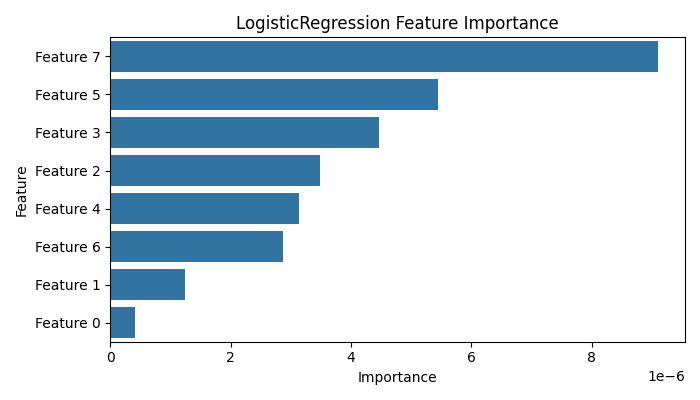 LogisticRegression Feature Importance
Feature 7
Feature 5
Feature 3
Feature 2
Feature 4
Feature 6
Feature 1
Feature 0
Feature
0 2 4 6 8
1e−6
Importance